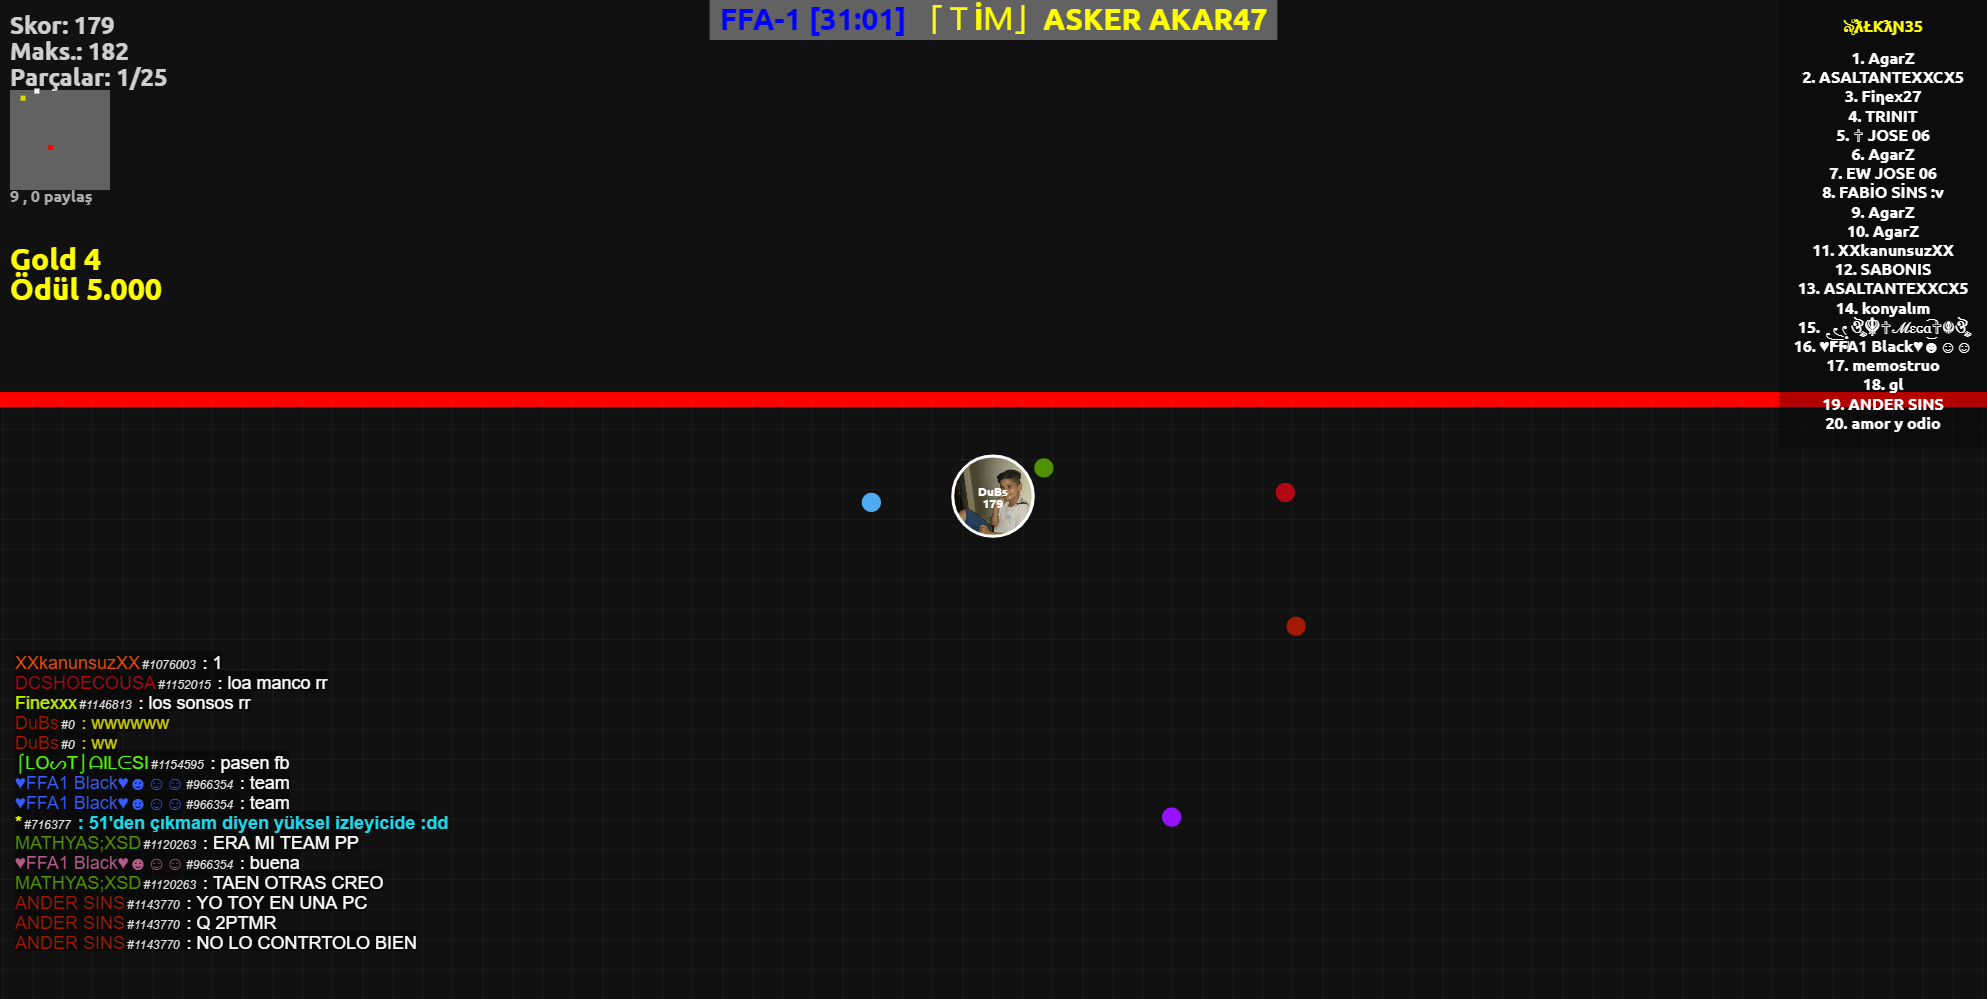 Skor: 179
Maks.: 182
Parçalar: 1/25
9 , 0 paylaş
Gold 4
Ödül 5.000
FFA-1 [31:01] ⌈ T İM⌋ ASKER AKAR47
1. AgarZ
2. ASALTANTEXXCX5
3. Fiηex27
4. TRINIT
5. ✞ JOSE 06
6. AgarZ
7. EW JOSE 06
8. FABİO SİNS :v
9. AgarZ
10. AgarZ
11. XXkanunsuzXX
12. SABONIS
13. ASALTANTEXXCX5
14. konyalım
15.
16. ♥FFA1 Black♥☻☺☺
17. memostruo
18. gl
19. ANDER SINS
20. amor y odio
DuBs
179
XXkanunsuzXX#1076003 : 1
DCSHOECOUSA#1152015 : loa manco rr
Finexxx#1146813 : los sonsos rr
DuBs#0 : wwwwww
DuBs#0 : ww
⌠LOᔕT⌡ᗩILᕮSI#1154595 : pasen fb
♥FFA1 Black♥☻☺☺#966354 : team
♥FFA1 Black♥☻☺☺#966354 : team
*#716377 : 51'den çıkmam diyen yüksel izleyicide :dd
MATHYAS;XSD#1120263 : ERA MI TEAM PP
♥FFA1 Black♥☻☺☺#966354 : buena
MATHYAS;XSD#1120263 : TAEN OTRAS CREO
ANDER SINS#1143770 : YO TOY EN UNA PC
ANDER SINS#1143770 : Q 2PTMR
ANDER SINS#1143770 : NO LO CONTRTOLO BIEN